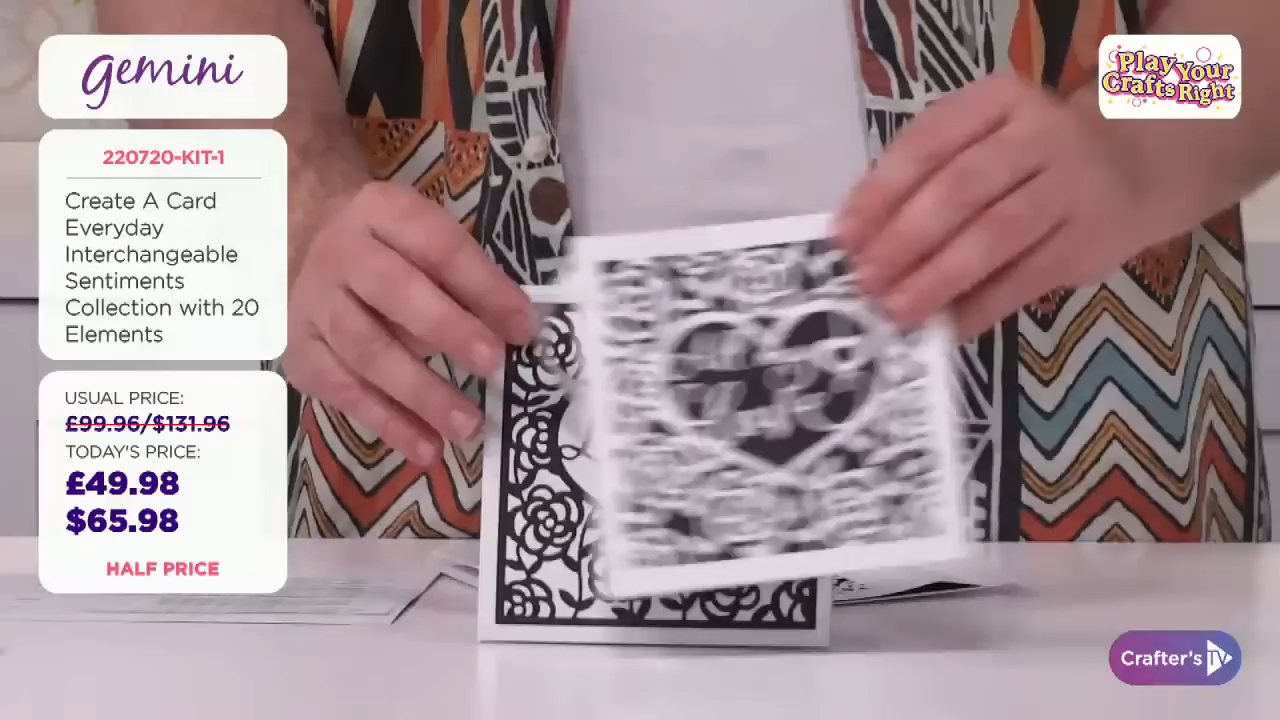 gemini
220720-KIT-1
Create A Card
Everyday
Interchangeable
Sentiments
Collection with 20
Elements
USUAL PRICE:
£99.96/$131.96
TODAY'S PRICE:
£49.98
$65.98
HALF PRICE
Play Your
Crafts Right
Crafter's TV